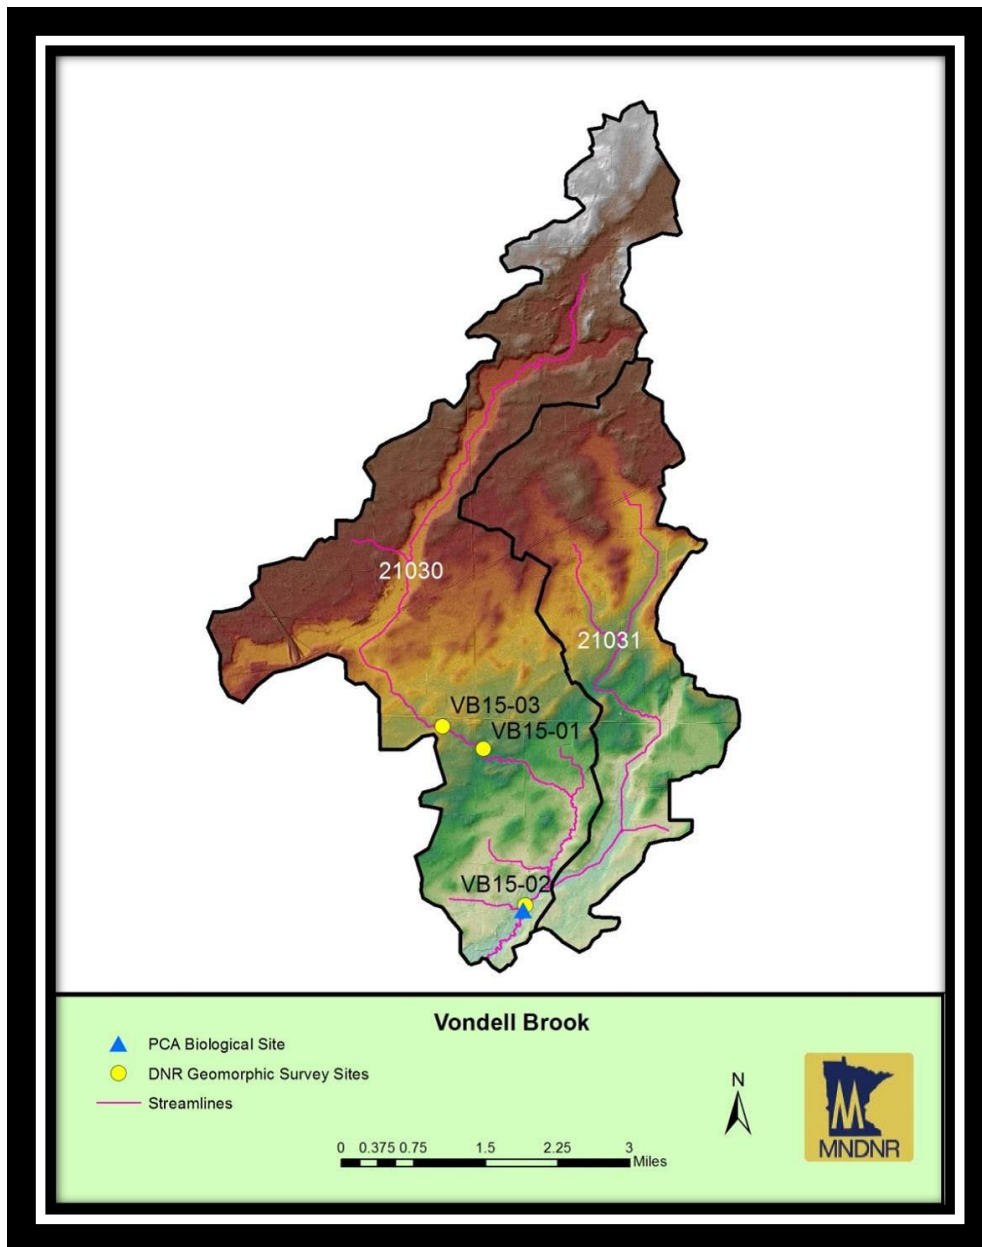 21030
21031
VB15-03
VB15-01
VB15-02
Vondell Brook
PCA Biological Site
DNR Geomorphic Survey Sites
Streamlines
N
0 0.375 0.75 1.5 2.25 3
Miles
M
MNDNR